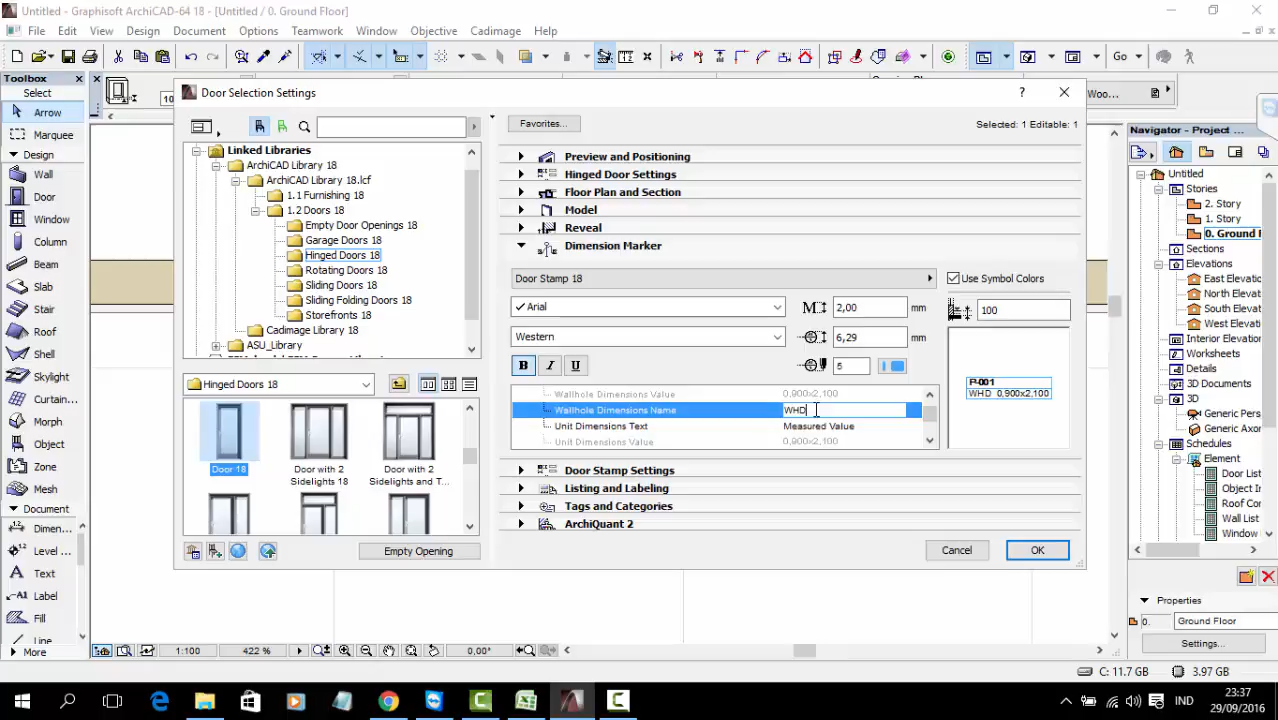 Untitled - Graphisoft ArchiCAD-64 18 - [Untitled / 0. Ground Floor]
File Edit View Design Document Options Teamwork Window Objective Cadimage Help
Go
Toolbox
Select
Arrow
Marquee
Design
Wall
Door
Window
Column
Beam
Slab
Stair
Roof
Shell
Skylight
Curtain...
Morph
Object
Zone
Mesh
Document
Dimen...
Level ...
Text
Label
Fill
Line
More
10
Woo...
Door Selection Settings
?
Linked Libraries
ArchiCAD Library 18
ArchiCAD Library 18.lcf
1.1 Furnishing 18
1.2 Doors 18
Empty Door Openings 18
Garage Doors 18
Hinged Doors 18
Rotating Doors 18
Sliding Doors 18
Sliding Folding Doors 18
Storefronts 18
Cadimage Library 18
ASU_Library
Hinged Doors 18
Door 18
Door with 2 Sidelights 18
Door with 2 Sidelights and T...
Empty Opening
Favorites...
Selected: 1 Editable: 1
Preview and Positioning
Hinged Door Settings
Floor Plan and Section
Model
Reveal
Dimension Marker
Door Stamp 18
Use Symbol Colors
Arial
2,00 mm
100
Western
6,29 mm
B I U
5
Wallhole Dimensions Value 0,900x2,100
Wallhole Dimensions Name WHD
Unit Dimensions Text Measured Value
Unit Dimensions Value 0,900x2,100
P-001
WHD 0,900x2,100
Door Stamp Settings
Listing and Labeling
Tags and Categories
ArchiQuant 2
Cancel
OK
Navigator - Project ...
Untitled
Stories
2. Story
1. Story
0. Ground F
Sections
Elevations
East Elevatio
North Elevat
South Elevat
West Elevatio
Interior Elevatio
Worksheets
Details
3D Documents
3D
Generic Pers
Generic Axon
Schedules
Element
Door List
Object In
Roof Cor
Wall List
Window
Properties
0. Ground Floor
Settings...
1:100
422 %
0,00°
C: 11.7 GB
3.97 GB
IND
23:37
29/09/2016